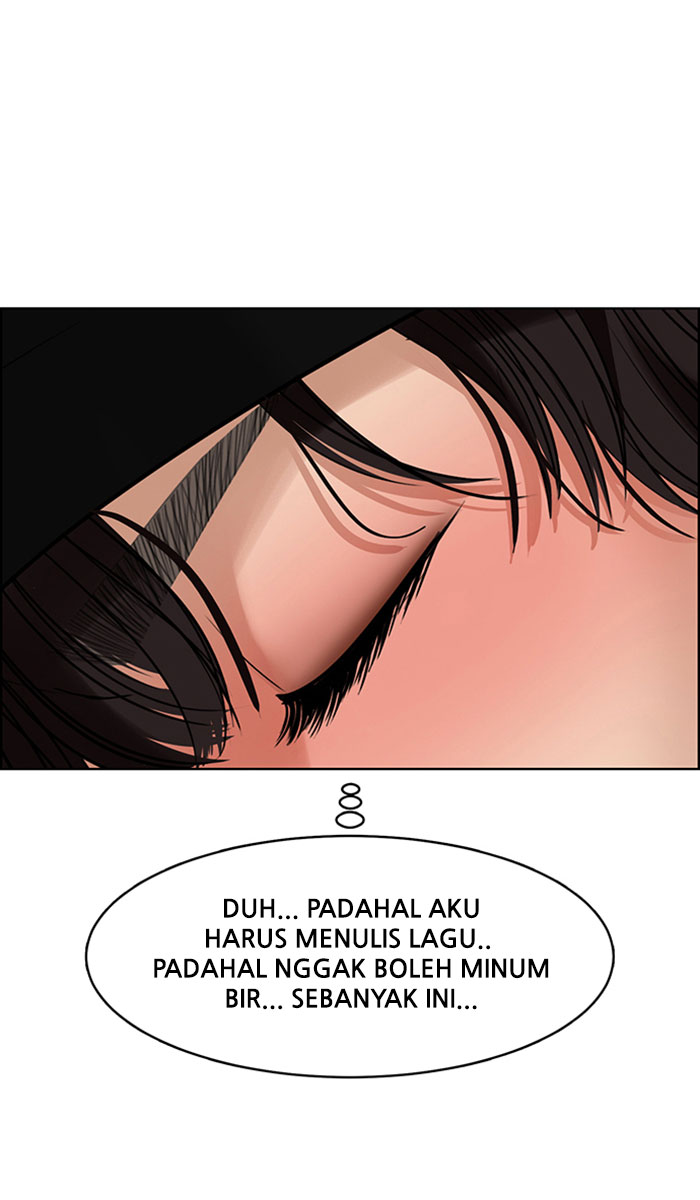 DUH... PADAHAL AKU
HARUS MENULIS LAGU..
PADAHAL NGGAK BOLEH MINUM
BIR... SEBANYAK INI...